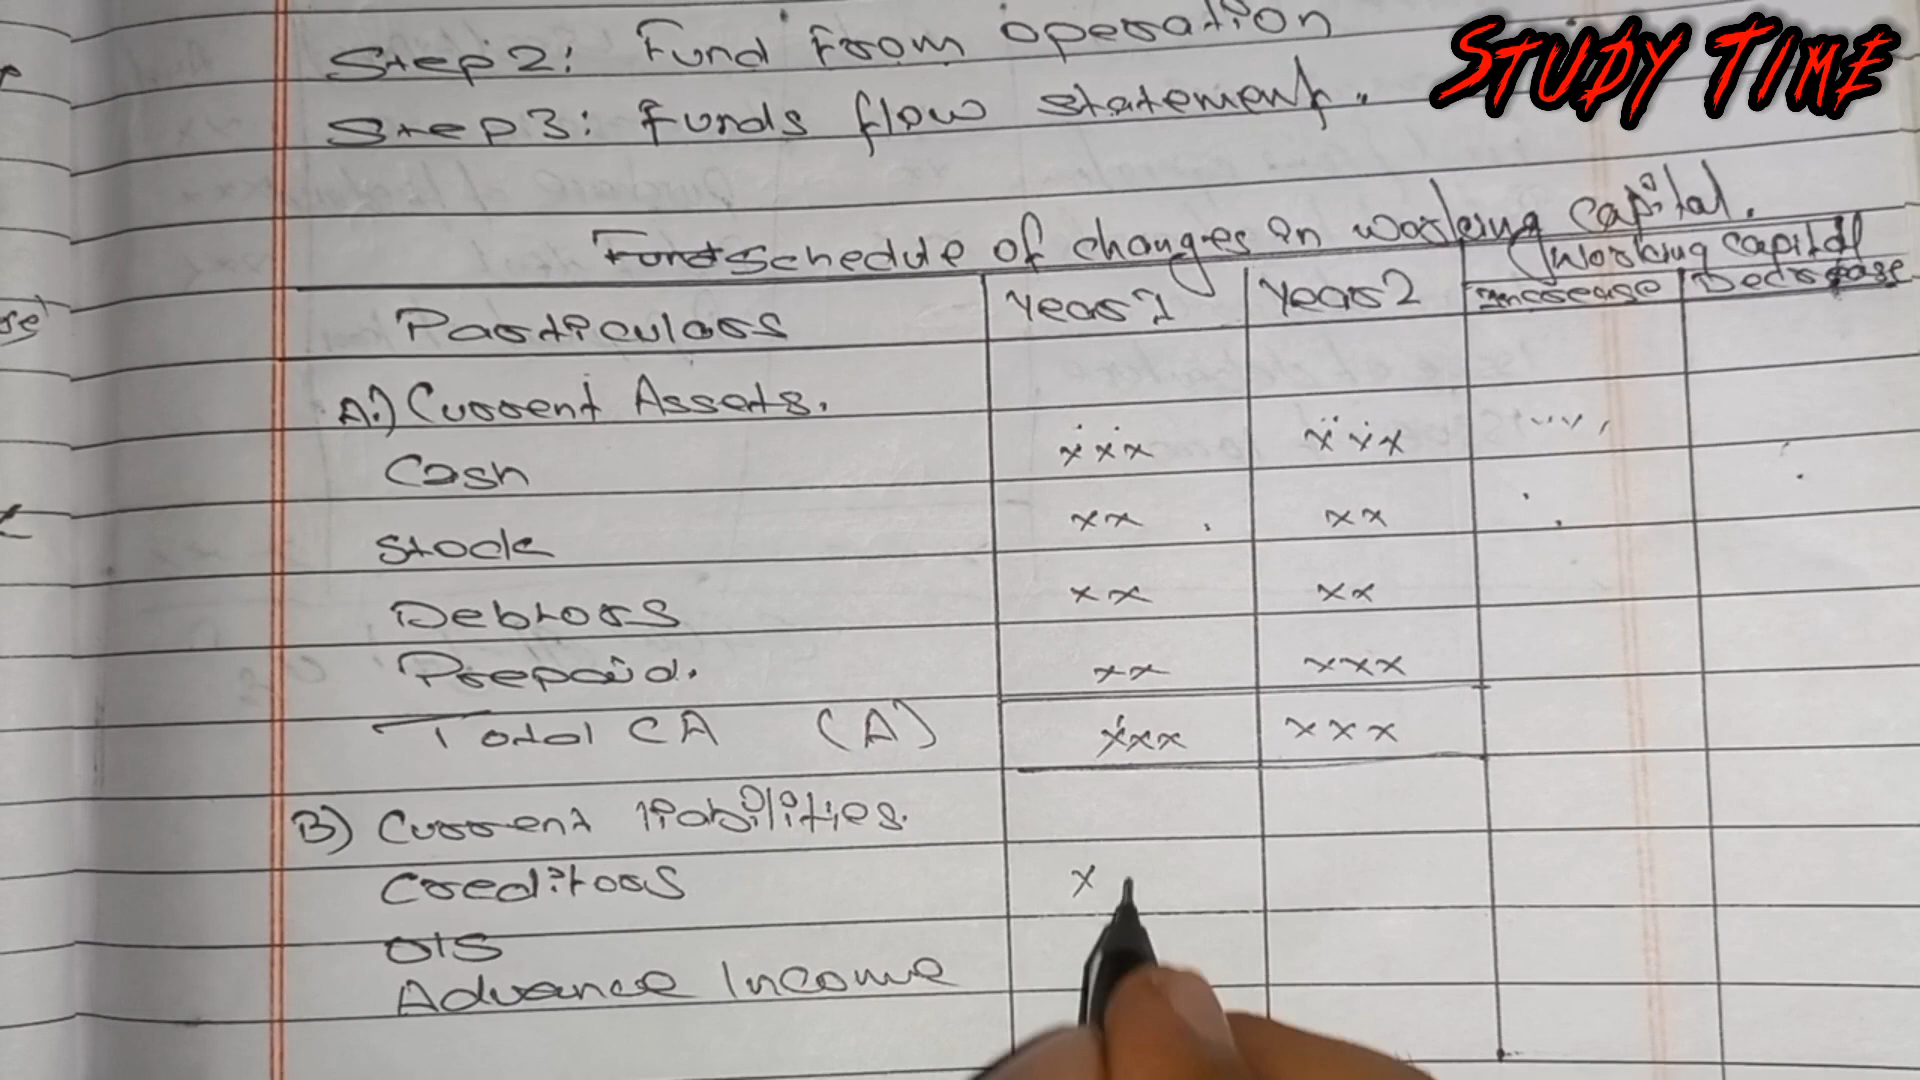 STUDY TIME
Step 2: Fund From operation
Step 3: Funds flow statement.
Schedule of changes in working capital.
Particulars Year 1 Year 2 Working capital
Increase Decrease
A.) Current Assets.
Cash xxx xxx
Stock xx xx
Debtors xx xx
Prepaid. xx xxx
Total CA (A) xxx xxx
B) Current liabilities.
Creditors x
O/S
Advance Income